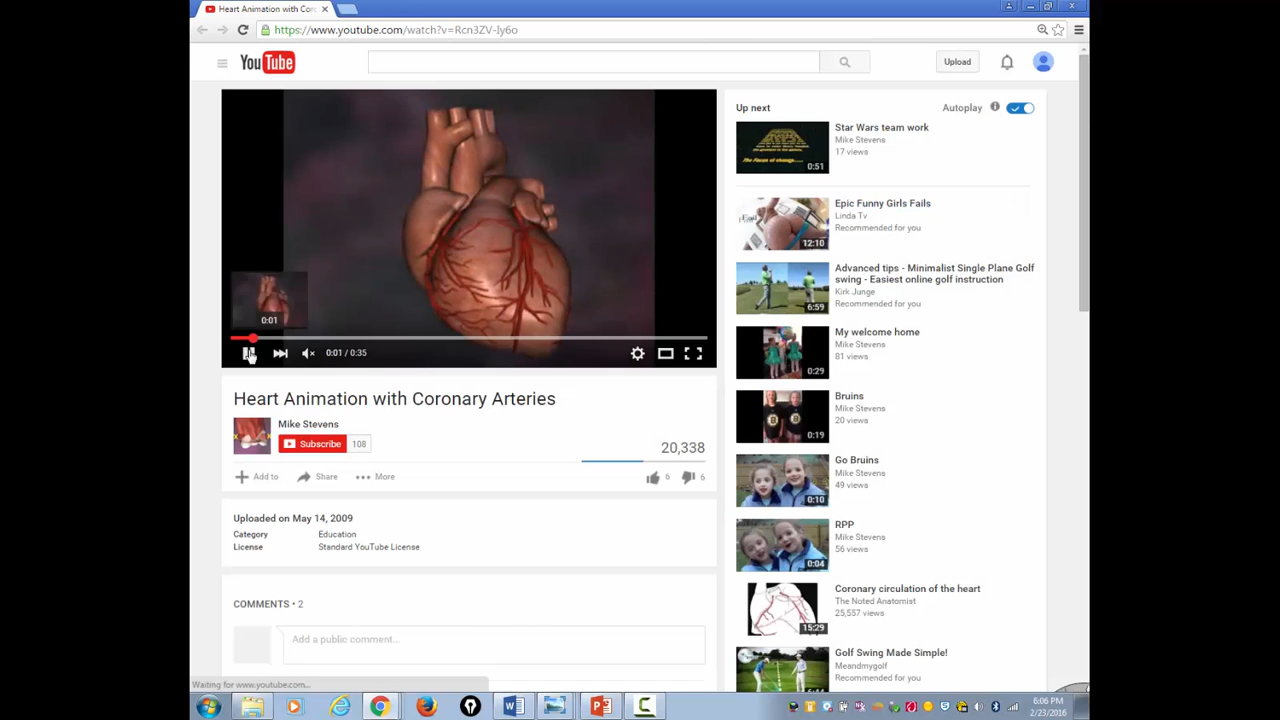 Heart Animation with Cor
https://www.youtube.com/watch?v=Rcn3ZV-Iy6o
YouTube
Upload
Up next
Autoplay
Star Wars team work
Mike Stevens
17 views
The Faces of change.....
0:51
Epic Funny Girls Fails
Linda Tv
Recommended for you
12:10
Advanced tips - Minimalist Single Plane Golf
swing - Easiest online golf instruction
Kirk Junge
Recommended for you
6:59
My welcome home
Mike Stevens
81 views
0:29
Bruins
Mike Stevens
20 views
0:19
Go Bruins
Mike Stevens
49 views
0:10
RPP
Mike Stevens
56 views
0:04
Coronary circulation of the heart
The Noted Anatomist
25,557 views
15:29
Golf Swing Made Simple!
Meandmygolf
Recommended for you
0:01
0:01 / 0:35
Heart Animation with Coronary Arteries
Mike Stevens
Subscribe 108
20,338
Add to Share More
6 6
Uploaded on May 14, 2009
Category Education
License Standard YouTube License
COMMENTS • 2
Add a public comment...
Waiting for www.youtube.com...
6:06 PM
2/23/2016